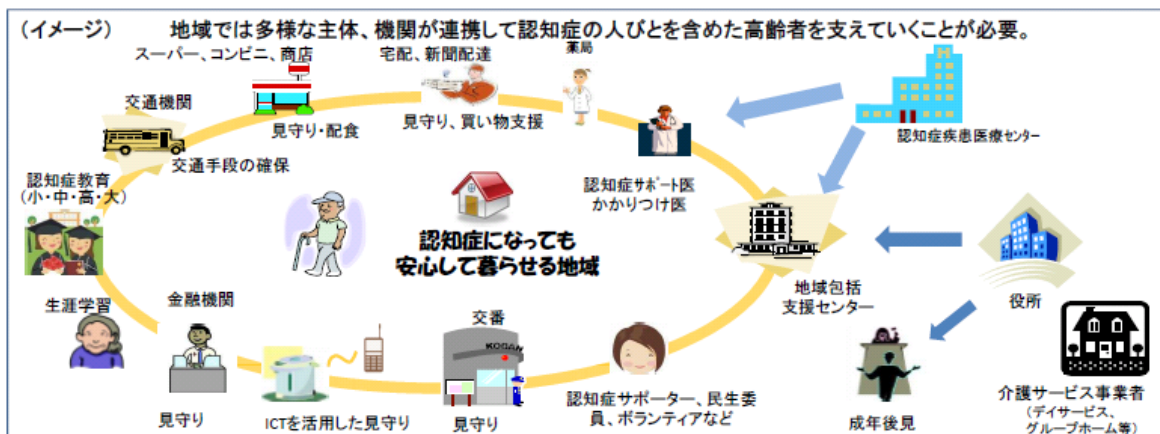 （イメージ） 地域では多様な主体、機関が連携して認知症の人びとを含めた高齢者を支えていくことが必要。
スーパー、コンビニ、商店
宅配、新聞配達
薬局
交通機関
見守り・配食
見守り、買い物支援
認知症疾患医療センター
交通手段の確保
認知症教育
（小・中・高・大）
認知症サポート医
かかりつけ医
認知症になっても
安心して暮らせる地域
地域包括
支援センター
役所
生涯学習
金融機関
交番
KOBAN
見守り
ICTを活用した見守り
見守り
認知症サポーター、民生委
員、ボランティアなど
成年後見
介護サービス事業者
（デイサービス、
グループホーム等）